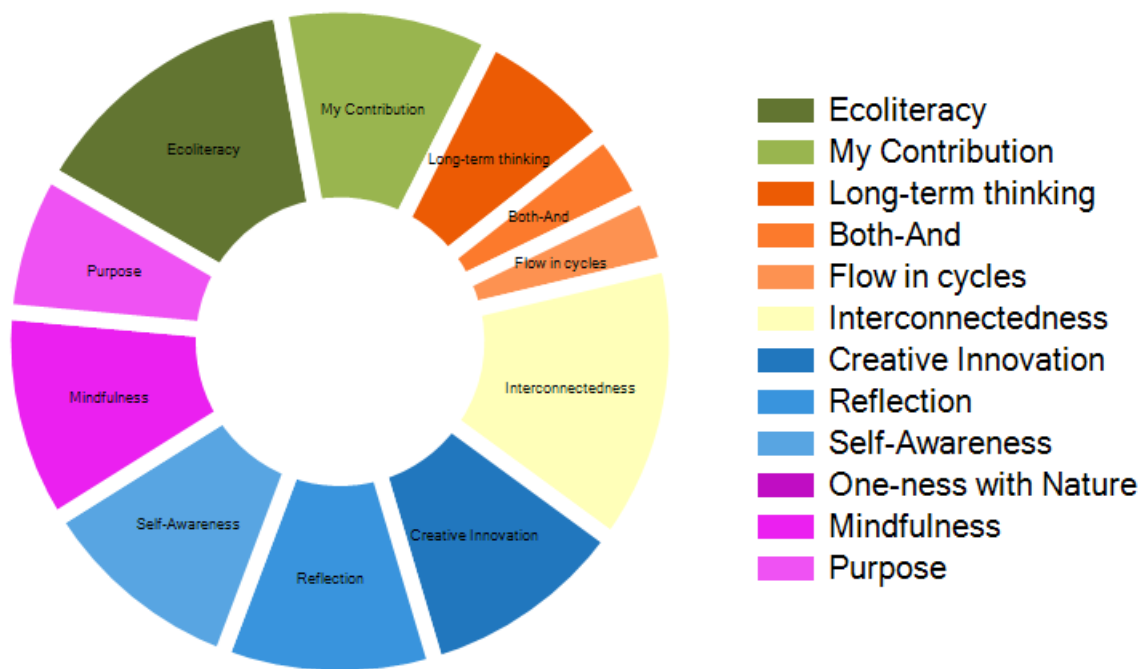 My Contribution
Ecoliteracy
Long-term thinking
Both-And
Flow in cycles
Purpose
Interconnectedness
Mindfulness
Self-Awareness
Creative Innovation
Reflection
Ecoliteracy
My Contribution
Long-term thinking
Both-And
Flow in cycles
Interconnectedness
Creative Innovation
Reflection
Self-Awareness
One-ness with Nature
Mindfulness
Purpose